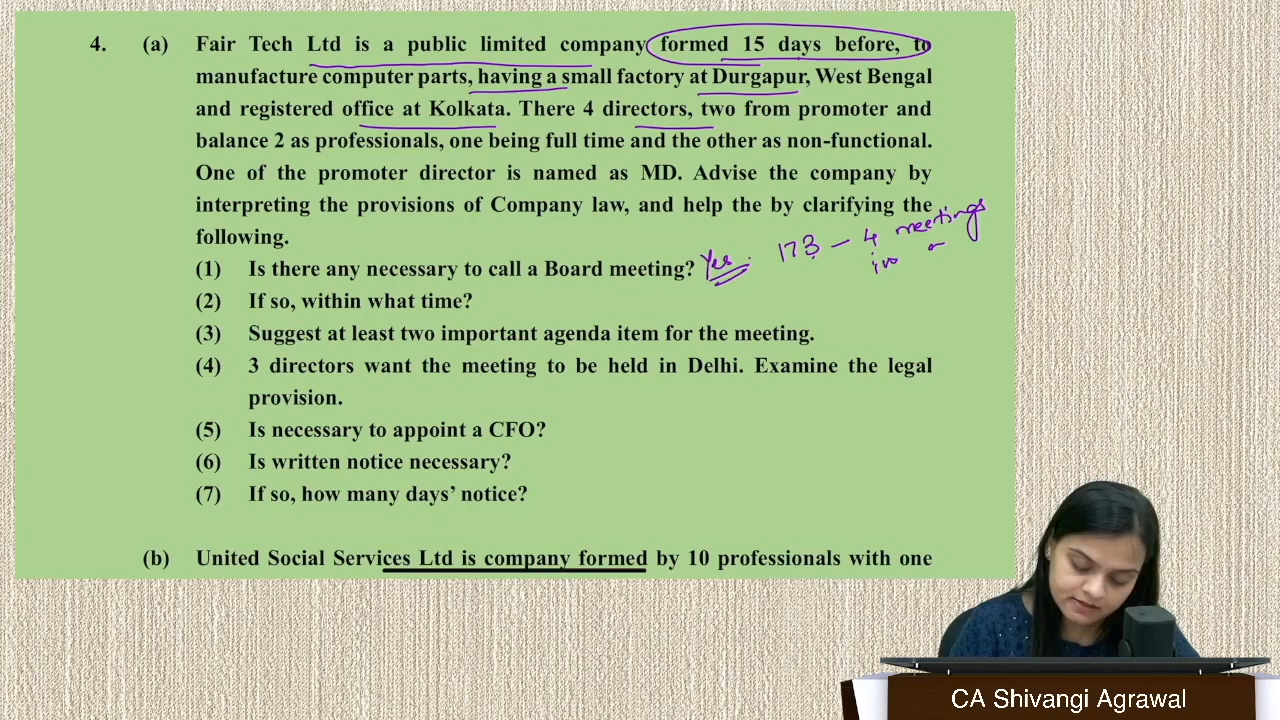 4. (a) Fair Tech Ltd is a public limited company formed 15 days before, to
manufacture computer parts, having a small factory at Durgapur, West Bengal
and registered office at Kolkata. There 4 directors, two from promoter and
balance 2 as professionals, one being full time and the other as non-functional.
One of the promoter director is named as MD. Advise the company by
interpreting the provisions of Company law, and help the by clarifying the
following.
(1) Is there any necessary to call a Board meeting? Yes. 173 – 4 meetings
in a
(2) If so, within what time?
(3) Suggest at least two important agenda item for the meeting.
(4) 3 directors want the meeting to be held in Delhi. Examine the legal
provision.
(5) Is necessary to appoint a CFO?
(6) Is written notice necessary?
(7) If so, how many days' notice?
(b) United Social Services Ltd is company formed by 10 professionals with one
CA Shivangi Agrawal